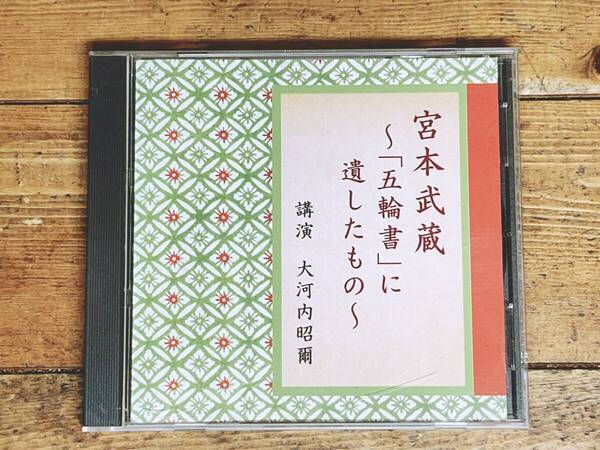 宮本武蔵
～「五輪書」に
遺したもの～
講演 大河内昭爾